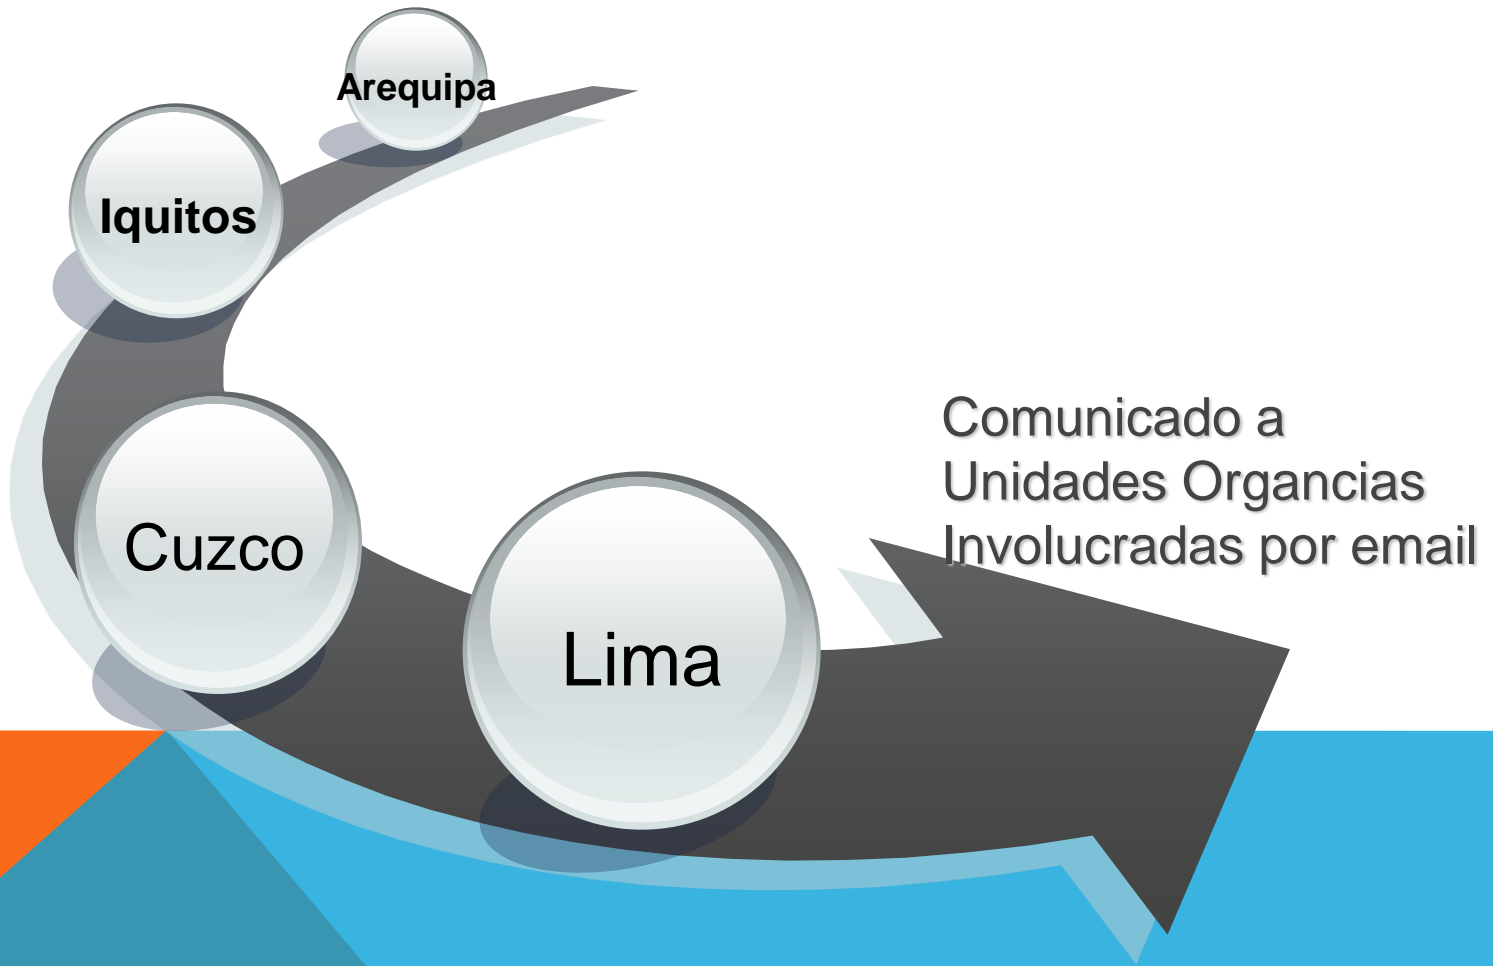 Arequipa
Iquitos
Cuzco
Lima
Comunicado a
Unidades Organcias
Involucradas por email